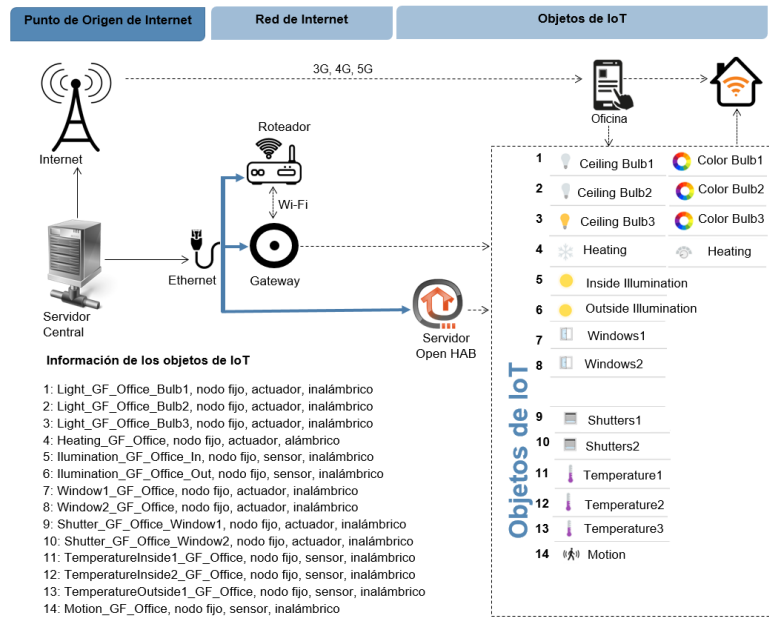 Punto de Origen de Internet
Red de Internet
Objetos de IoT
3G, 4G, 5G
Internet
Roteador
Wi-Fi
Oficina
Servidor
Central
Ethernet
Gateway
Servidor
Open HAB
Objetos de IoT
1 Ceiling Bulb1 Color Bulb1
2 Ceiling Bulb2 Color Bulb2
3 Ceiling Bulb3 Color Bulb3
4 Heating Heating
5 Inside Illumination
6 Outside Illumination
7 Windows1
8 Windows2
9 Shutters1
10 Shutters2
11 Temperature1
12 Temperature2
13 Temperature3
14 Motion
Información de los objetos de IoT
1: Light_GF_Office_Bulb1, nodo fijo, actuador, inalámbrico
2: Light_GF_Office_Bulb2, nodo fijo, actuador, inalámbrico
3: Light_GF_Office_Bulb3, nodo fijo, actuador, inalámbrico
4: Heating_GF_Office, nodo fijo, actuador, alámbrico
5: Ilumination_GF_Office_In, nodo fijo, sensor, inalámbrico
6: Ilumination_GF_Office_Out, nodo fijo, sensor, inalámbrico
7: Window1_GF_Office, nodo fijo, actuador, inalámbrico
8: Window2_GF_Office, nodo fijo, actuador, inalámbrico
9: Shutter_GF_Office_Window1, nodo fijo, actuador, inalámbrico
10: Shutter_GF_Office_Window2, nodo fijo, actuador, inalámbrico
11: TemperatureInside1_GF_Office, nodo fijo, sensor, inalámbrico
12: TemperatureInside2_GF_Office, nodo fijo, sensor, inalámbrico
13: TemperatureOutside1_GF_Office, nodo fijo, sensor, inalámbrico
14: Motion_GF_Office, nodo fijo, sensor, inalámbrico